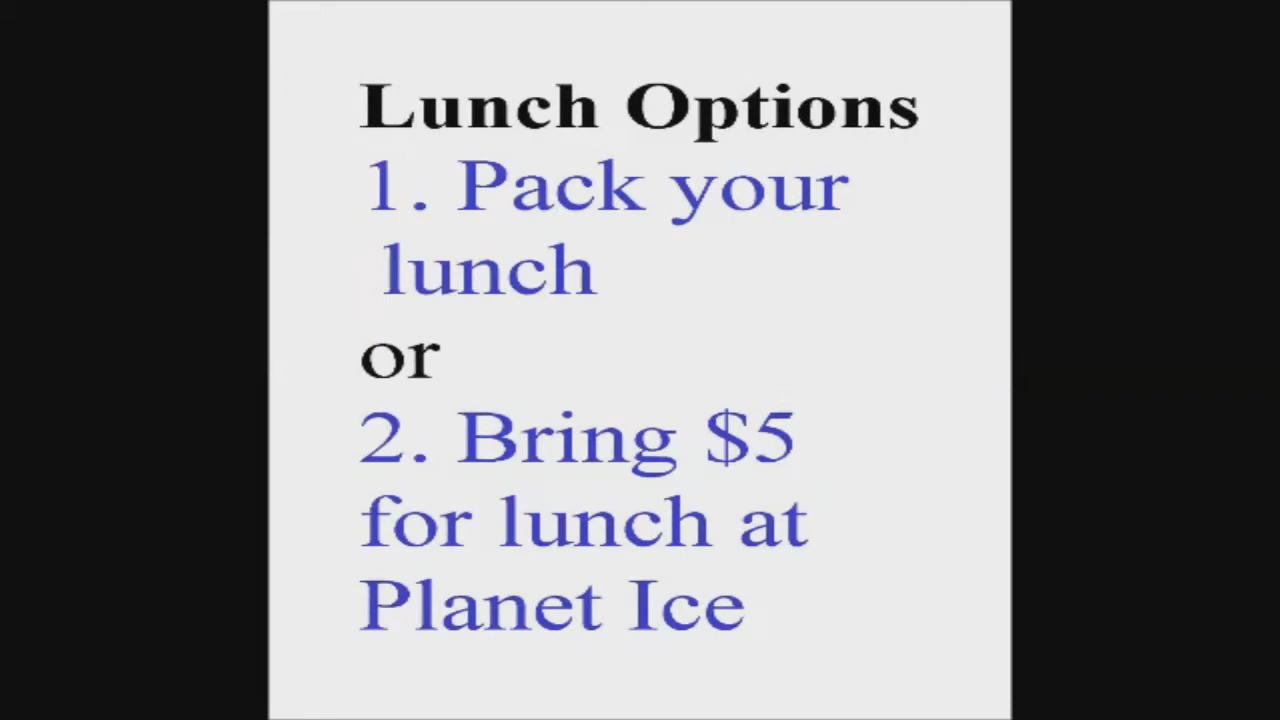 Lunch Options
1. Pack your
lunch
or
2. Bring $5
for lunch at
Planet Ice